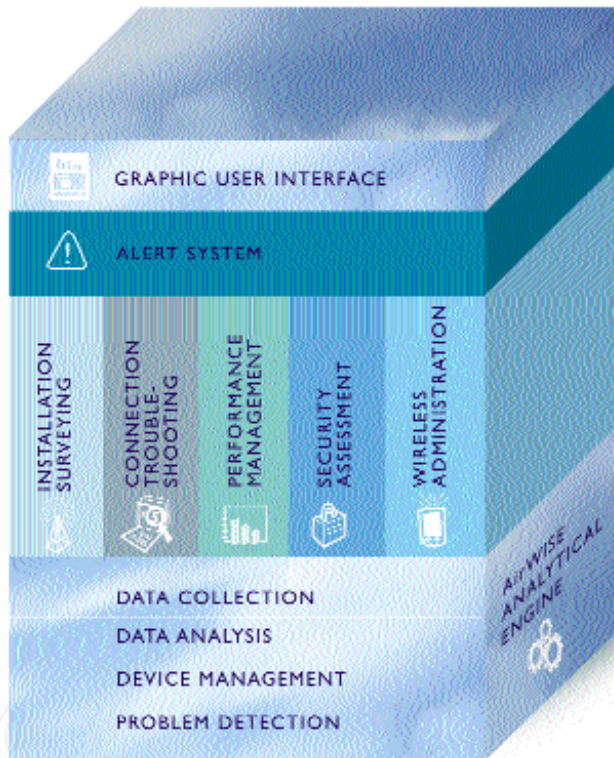 GRAPHIC USER INTERFACE
ALERT SYSTEM
INSTALLATION
SURVEYING
CONNECTION
TROUBLE-
SHOOTING
PERFORMANCE
MANAGEMENT
SECURITY
ASSESSMENT
WIRELESS
ADMINISTRATION
DATA COLLECTION
DATA ANALYSIS
DEVICE MANAGEMENT
PROBLEM DETECTION
AirWISE
ANALYTICAL
ENGINE